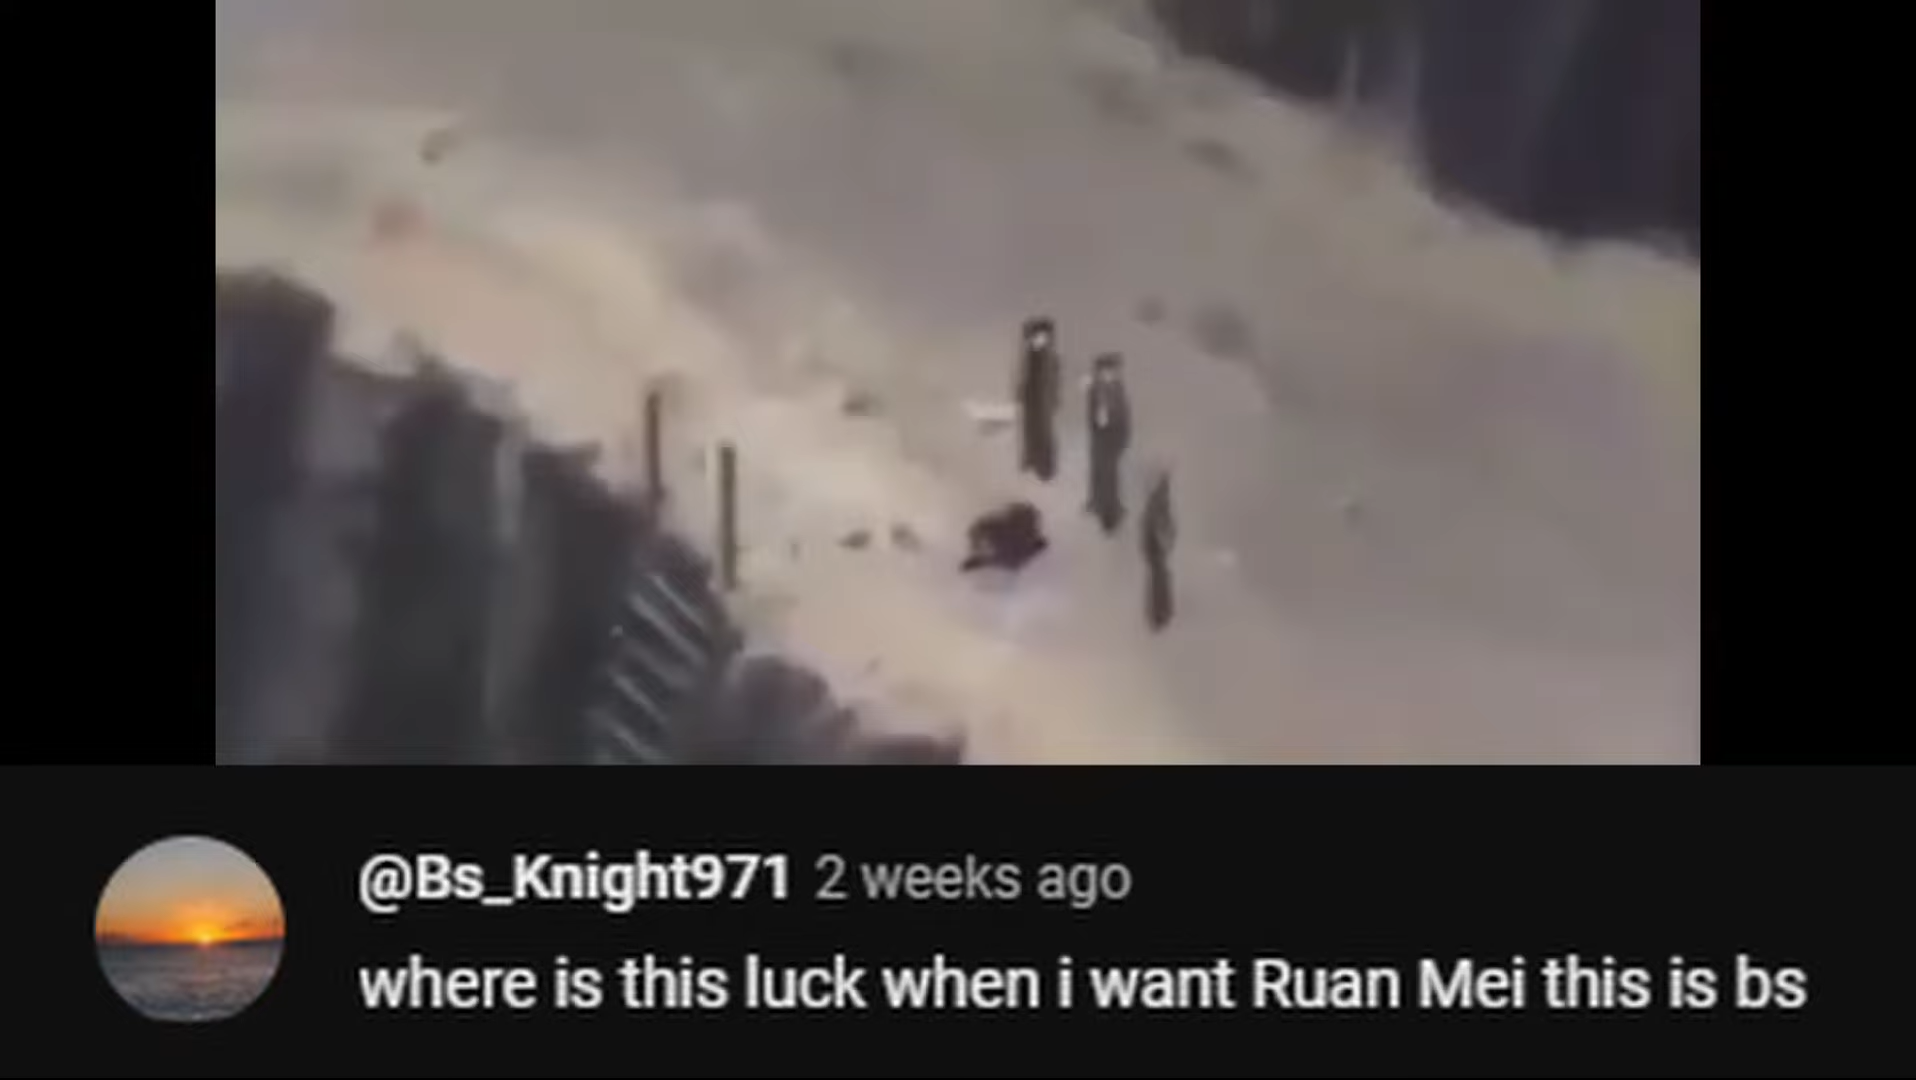 @Bs_Knight971 2 weeks ago
where is this luck when i want Ruan Mei this is bs